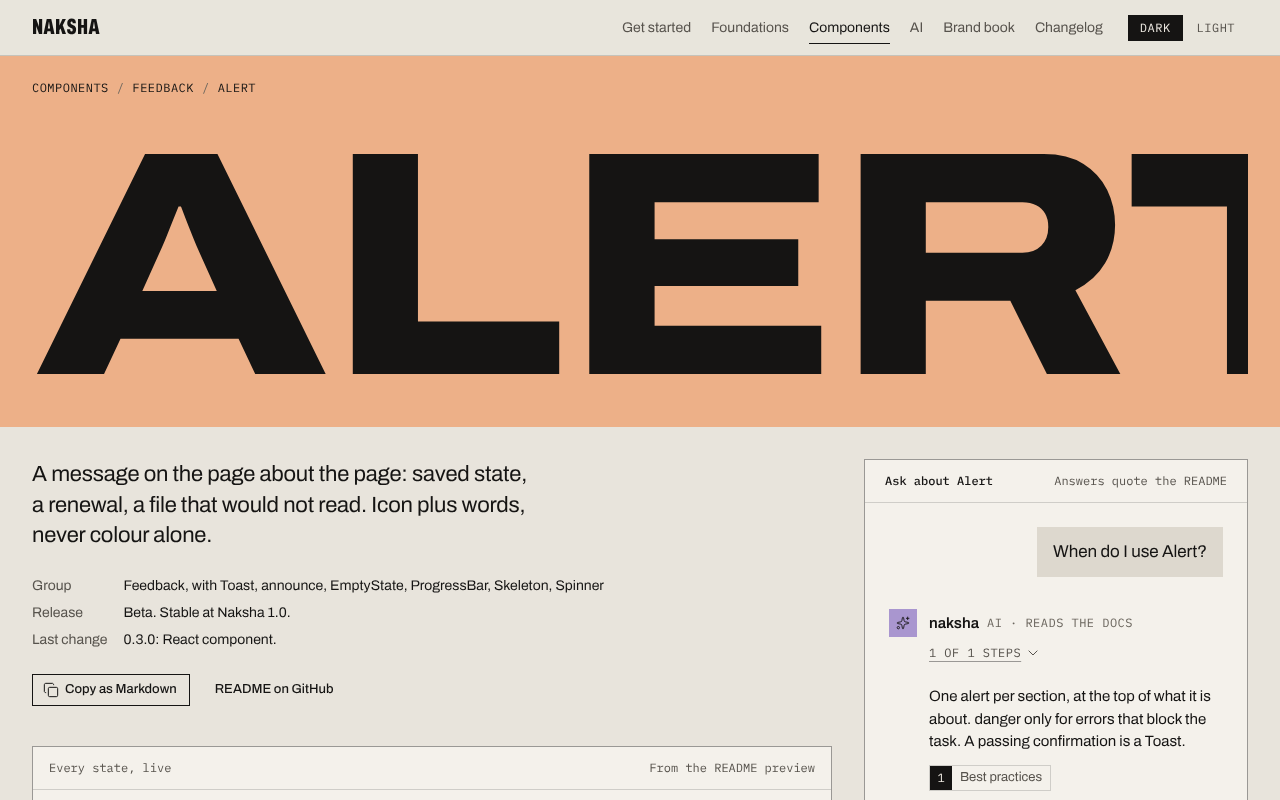 NAKSHA
Get started Foundations Components AI Brand book Changelog DARK LIGHT
COMPONENTS / FEEDBACK / ALERT
ALERT
A message on the page about the page: saved state,
a renewal, a file that would not read. Icon plus words,
never colour alone.
Group Feedback, with Toast, announce, EmptyState, ProgressBar, Skeleton, Spinner
Release Beta. Stable at Naksha 1.0.
Last change 0.3.0: React component.
Copy as Markdown README on GitHub
Every state, live From the README preview
Ask about Alert Answers quote the README
When do I use Alert?
naksha AI · READS THE DOCS
1 OF 1 STEPS
One alert per section, at the top of what it is
about. danger only for errors that block the
task. A passing confirmation is a Toast.
1 Best practices